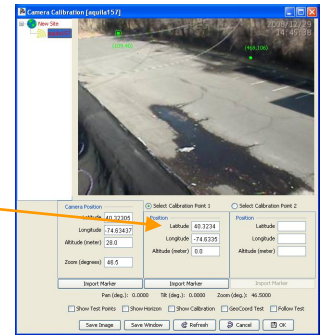 Camera Calibration [aquila157]
New Site
2009/12/29
14:45:38
(469,106)
Camera Position
Latitude 40.32305
Longitude -74.63437
Altitude (meter) 28.0
Zoom (degrees) 46.5
Select Calibration Point 1
Position
Latitude 40.3234
Longitude -74.6335
Altitude (meter) 0.0
Select Calibration Point 2
Position
Latitude
Longitude
Altitude (meter)
Import Marker
Import Marker
Import Marker
Pan (deg.): 0.0000 Tilt (deg.): 0.0000 Zoom (deg.): 46.5000
Show Test Points Show Horizon Show Calibration GeoCoord Test Follow Test
Save Image Save Window Refresh Cancel OK